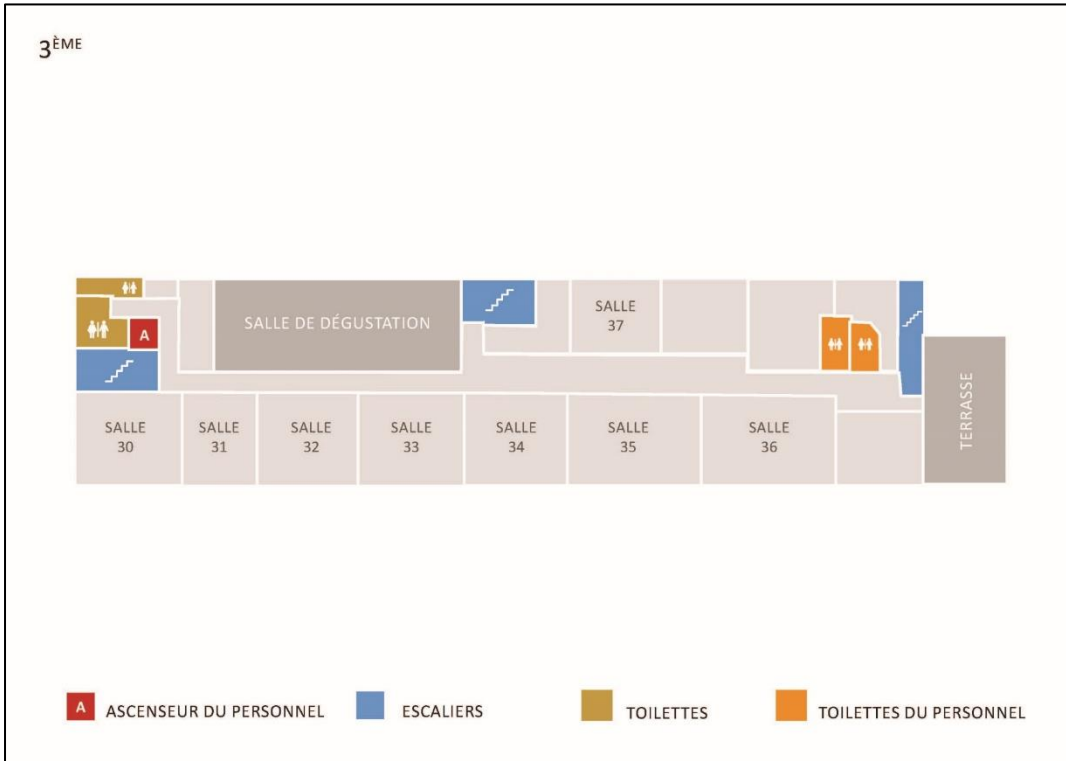 3ÈME
SALLE DE DÉGUSTATION
SALLE
37
A
SALLE
30
SALLE
31
SALLE
32
SALLE
33
SALLE
34
SALLE
35
SALLE
36
TERRASSE
A ASCENSEUR DU PERSONNEL
ESCALIERS
TOILETTES
TOILETTES DU PERSONNEL